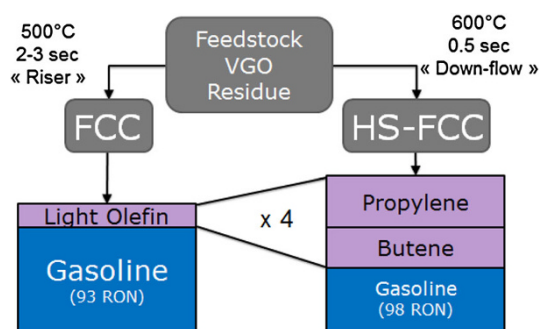 500°C
2-3 sec
« Riser »
Feedstock
VGO
Residue
600°C
0.5 sec
« Down-flow »
FCC
HS-FCC
Light Olefin
x 4
Propylene
Butene
Gasoline
(93 RON)
Gasoline
(98 RON)